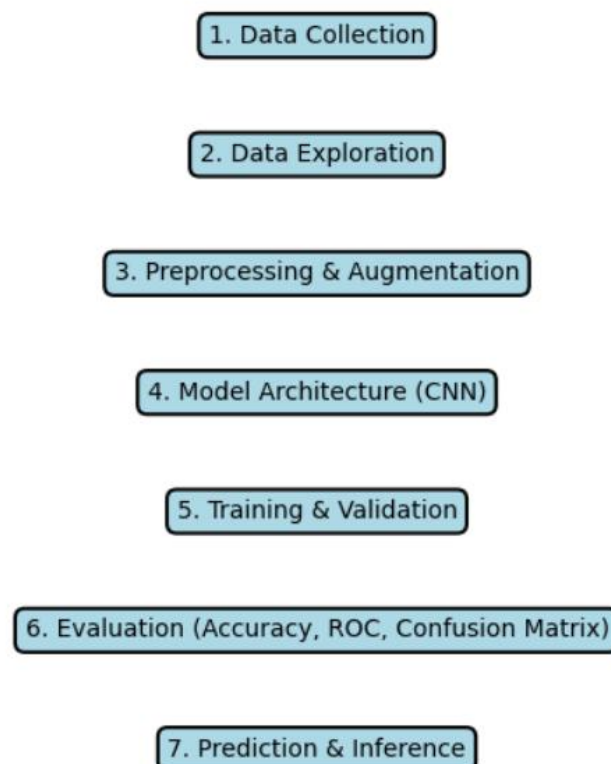 1. Data Collection
2. Data Exploration
3. Preprocessing & Augmentation
4. Model Architecture (CNN)
5. Training & Validation
6. Evaluation (Accuracy, ROC, Confusion Matrix)
7. Prediction & Inference